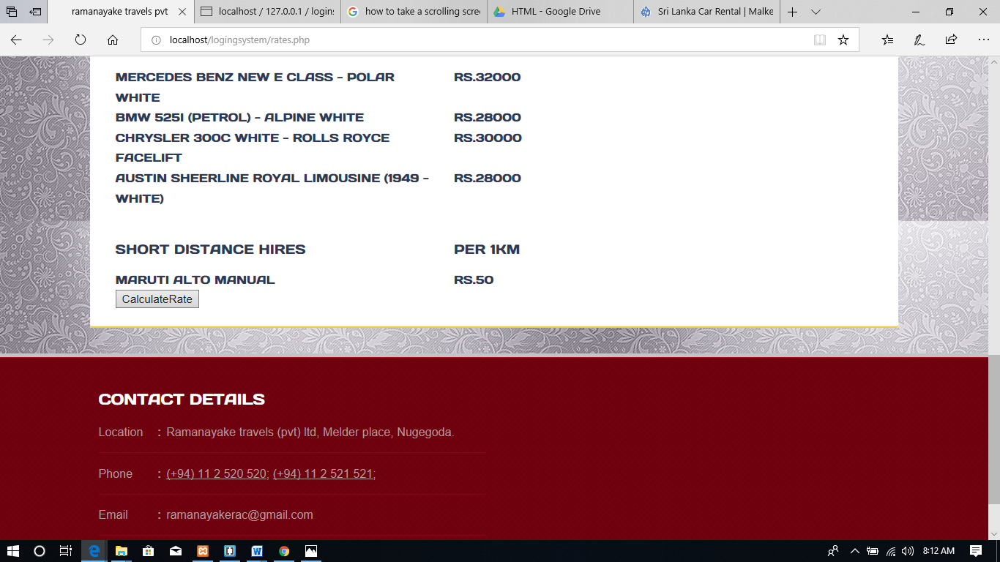 ramanayake travels pvt
localhost / 127.0.0.1 / logins
how to take a scrolling scree
HTML - Google Drive
Sri Lanka Car Rental | Malke
localhost/logingsystem/rates.php
MERCEDES BENZ NEW E CLASS - POLAR RS.32000
WHITE
BMW 525I (PETROL) - ALPINE WHITE RS.28000
CHRYSLER 300C WHITE - ROLLS ROYCE RS.30000
FACELIFT
AUSTIN SHEERLINE ROYAL LIMOUSINE (1949 - RS.28000
WHITE)
SHORT DISTANCE HIRES PER 1KM
MARUTI ALTO MANUAL RS.50
CalculateRate
CONTACT DETAILS
Location : Ramanayake travels (pvt) ltd, Melder place, Nugegoda.
Phone : (+94) 11 2 520 520; (+94) 11 2 521 521;
Email : ramanayakerac@gmail.com
8:12 AM